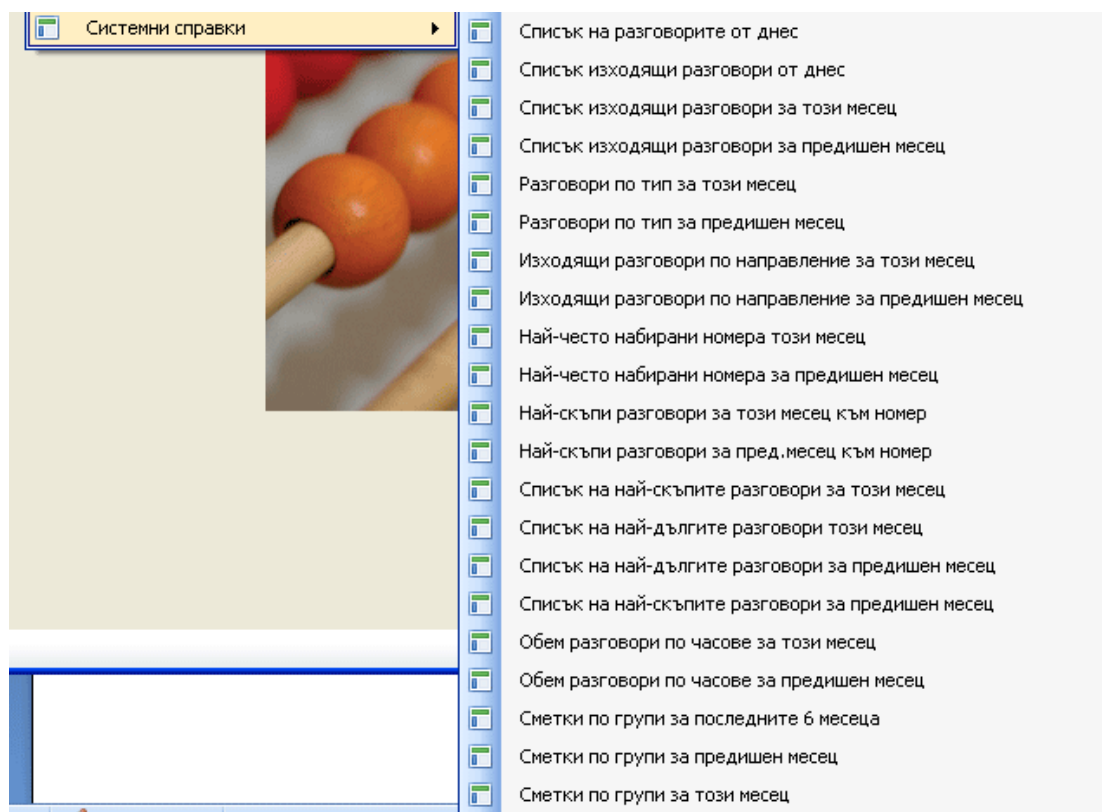 Системни справки
Списък на разговорите от днес
Списък изходящи разговори от днес
Списък изходящи разговори за този месец
Списък изходящи разговори за предишен месец
Разговори по тип за този месец
Разговори по тип за предишен месец
Изходящи разговори по направление за този месец
Изходящи разговори по направление за предишен месец
Най-често набирани номера този месец
Най-често набирани номера за предишен месец
Най-скъпи разговори за този месец към номер
Най-скъпи разговори за пред.месец към номер
Списък на най-скъпите разговори за този месец
Списък на най-дългите разговори този месец
Списък на най-дългите разговори за предишен месец
Списък на най-скъпите разговори за предишен месец
Обем разговори по часове за този месец
Обем разговори по часове за предишен месец
Сметки по групи за последните 6 месеца
Сметки по групи за предишен месец
Сметки по групи за този месец